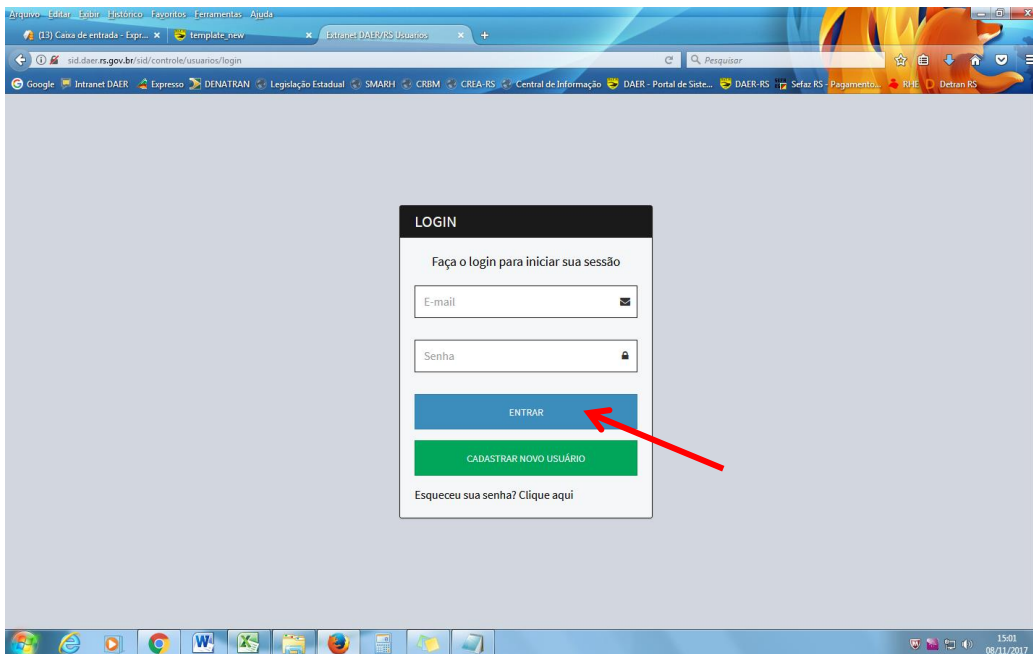 Arquivo Editar Exibir Histórico Favoritos Ferramentas Ajuda
(13) Caixa de entrada - Expr... × template_new × Extranet DAER/RS Usuarios × +
sid.daer.rs.gov.br/sid/controle/usuarios/login Pesquisar
Google Intranet DAER Expresso DENATRAN Legislação Estadual SMARH CRBM CREA-RS Central de Informação DAER - Portal de Siste... DAER-RS Sefaz RS - Pagamento... RHE Detran RS
LOGIN
Faça o login para iniciar sua sessão
E-mail
Senha
ENTRAR
CADASTRAR NOVO USUÁRIO
Esqueceu sua senha? Clique aqui
15:01
08/11/2017